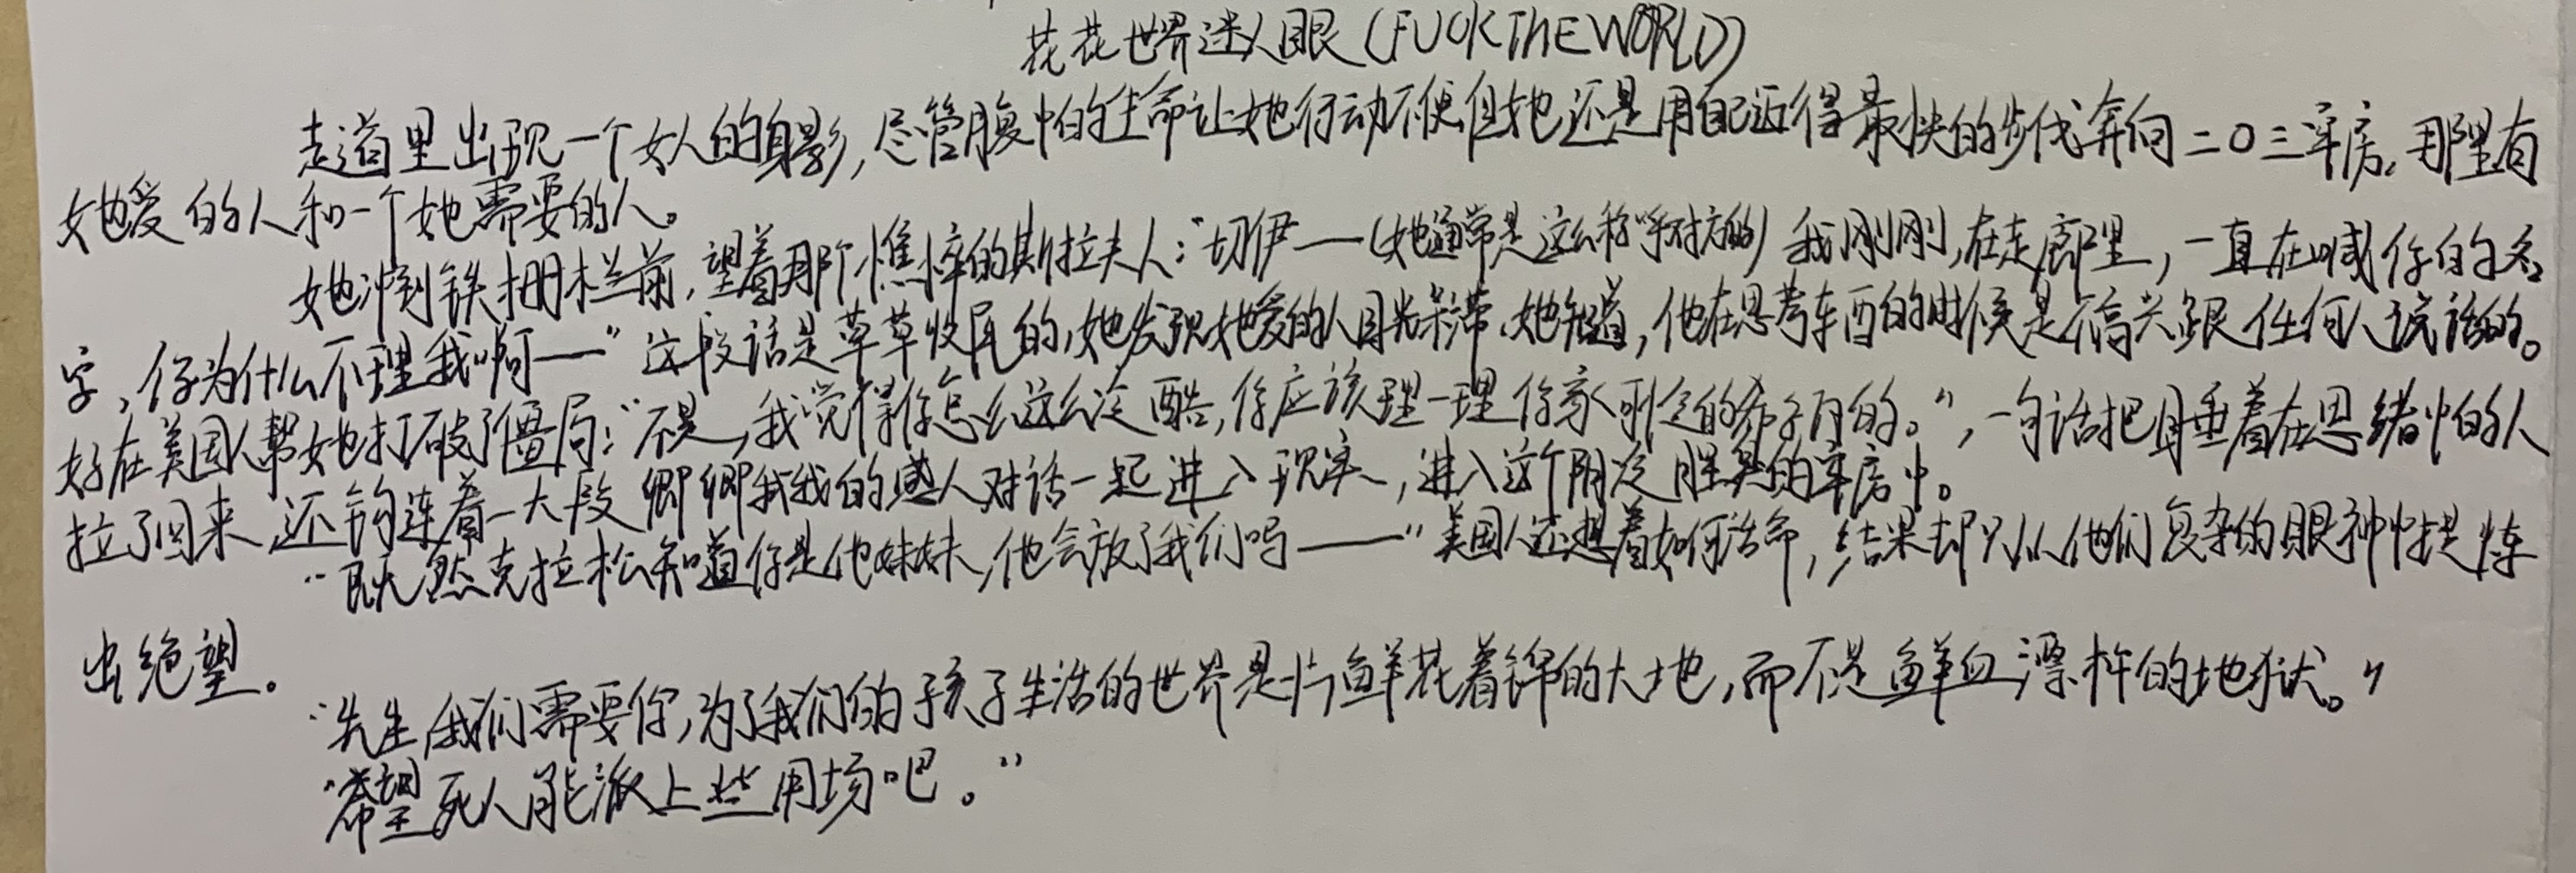 花花世界迷人眼(FUCK THE WORLD)
走道里出现一个女人的身影,尽管腹中的生命让她行动不便但她还是用自己迈得最快的步伐奔向二〇三牢房,那里有
她爱的人和一个她需要的人。
她冲到铁栅栏前,望着那个憔悴的斯拉夫人:“切伊——(她通常是这么称呼对方的)我刚刚,在走廊里,一直在喊你的名
字,你为什么不理我啊——”这段话是草草收尾的,她发现她爱的人目光呆滞,她知道,他在思考东西的时候是不高兴跟任何人说话的。
好在美国人帮她打破了僵局:“不是,我觉得你怎么这么冷酷,你应该理一理你家的。”,一句话把睡着在思绪中的人
拉了回来,还钩连着一大段卿卿我我的感人对话一起进入现实,进入这个阴冷腥臭的牢房中。
“既然克拉松知道你是他妹妹,他会放了我们吗——”美国人还想着如何活命,结果却只从他们复杂的眼神中提炼
出绝望。
“先生,我们需要你,为了我们的孩子生活的世界是片鲜花着锦的大地,而不是鲜血漂杵的地狱。”
“希望死人能派上些用场吧。”